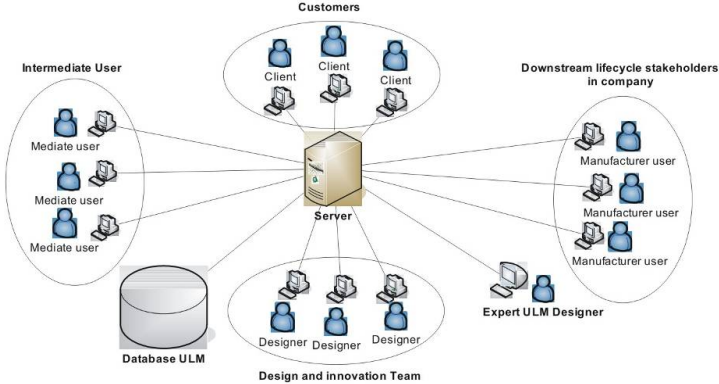 Customers
Client
Client
Client
Intermediate User
Mediate user
Mediate user
Mediate user
Downstream lifecycle stakeholders
in company
Manufacturer user
Manufacturer user
Manufacturer user
Server
Database ULM
Designer
Designer
Designer
Design and innovation Team
Expert ULM Designer